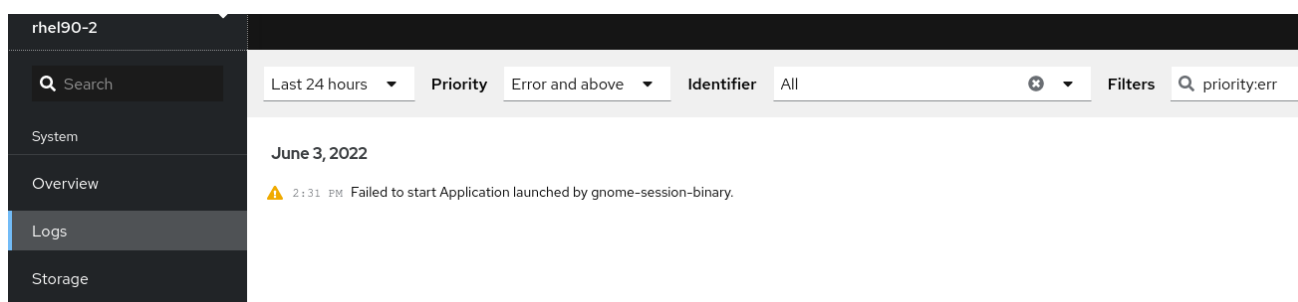 rhel90-2
Search
System
Overview
Logs
Storage
Last 24 hours Priority Error and above Identifier All Filters priority:err
June 3, 2022
2:31 PM Failed to start Application launched by gnome-session-binary.